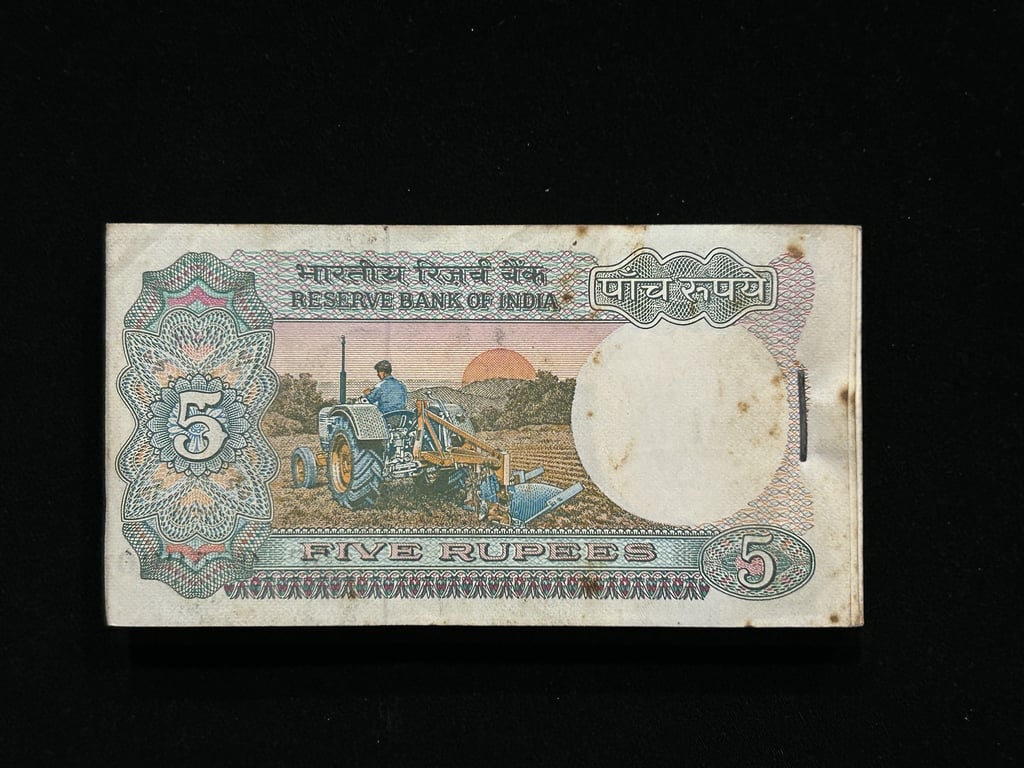 भारतीय रिज़र्व बैंक
RESERVE BANK OF INDIA
पाँच रूपये
5
FIVE RUPEES
5